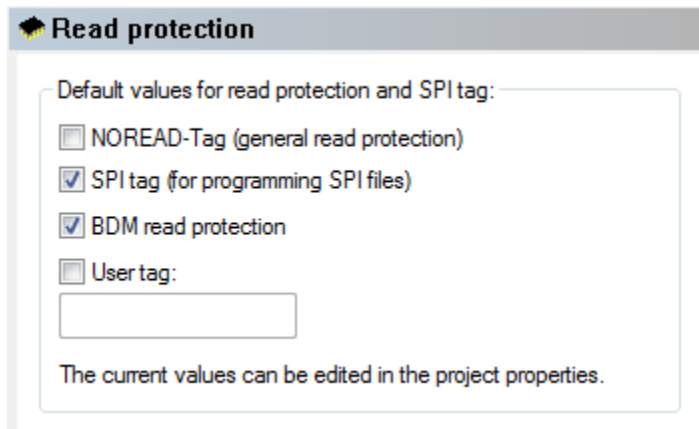 Read protection
Default values for read protection and SPI tag:
NOREAD-Tag (general read protection)
SPI tag (for programming SPI files)
BDM read protection
User tag:
The current values can be edited in the project properties.